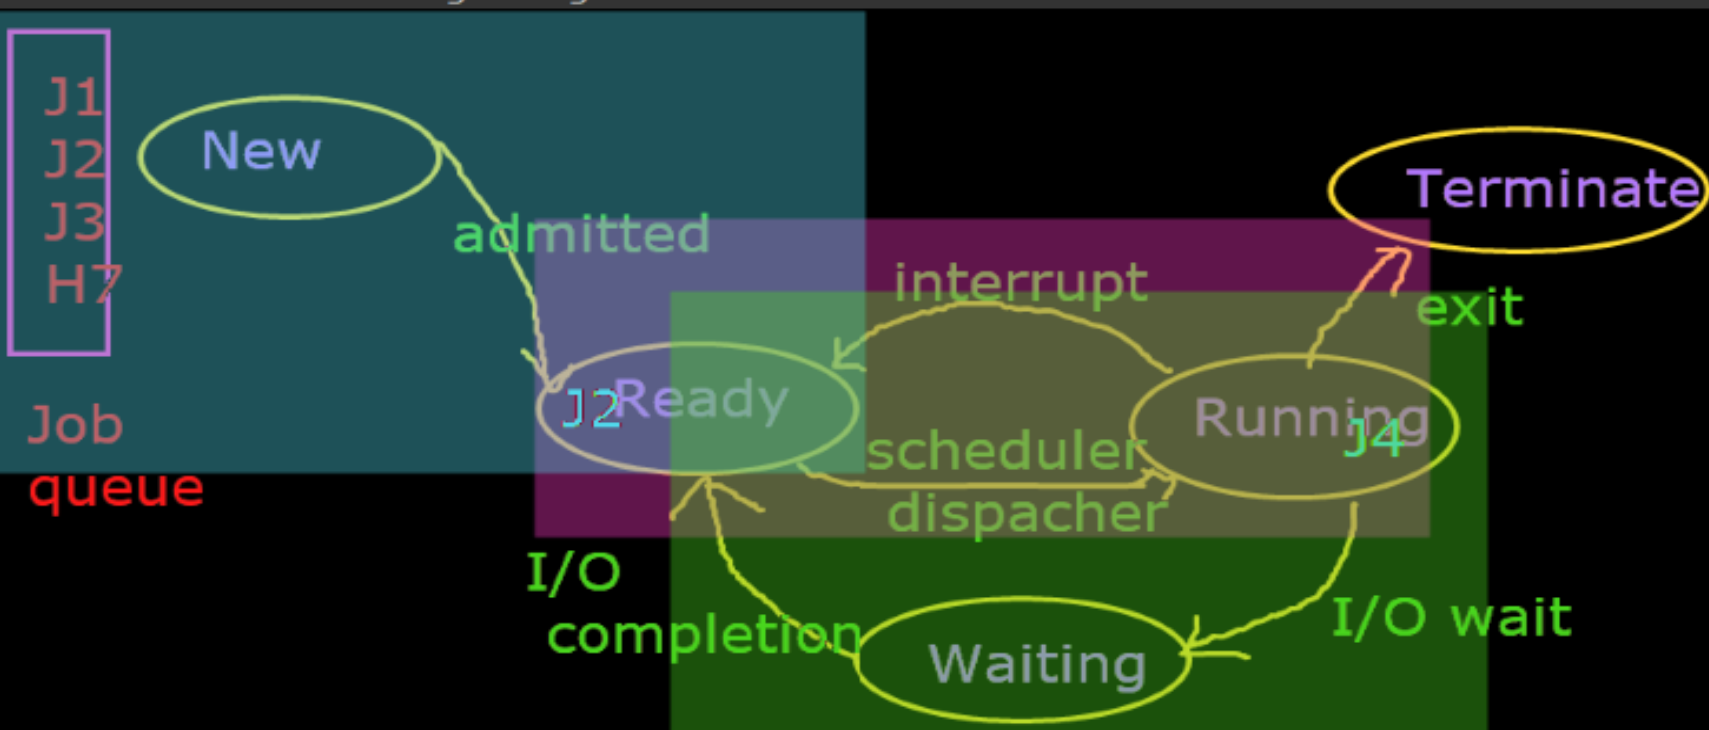 J1
J2
J3
H7
Job
queue
New
admitted
J2
Ready
interrupt
scheduler
dispacher
Running
J4
Terminate
exit
I/O
completion
Waiting
I/O wait